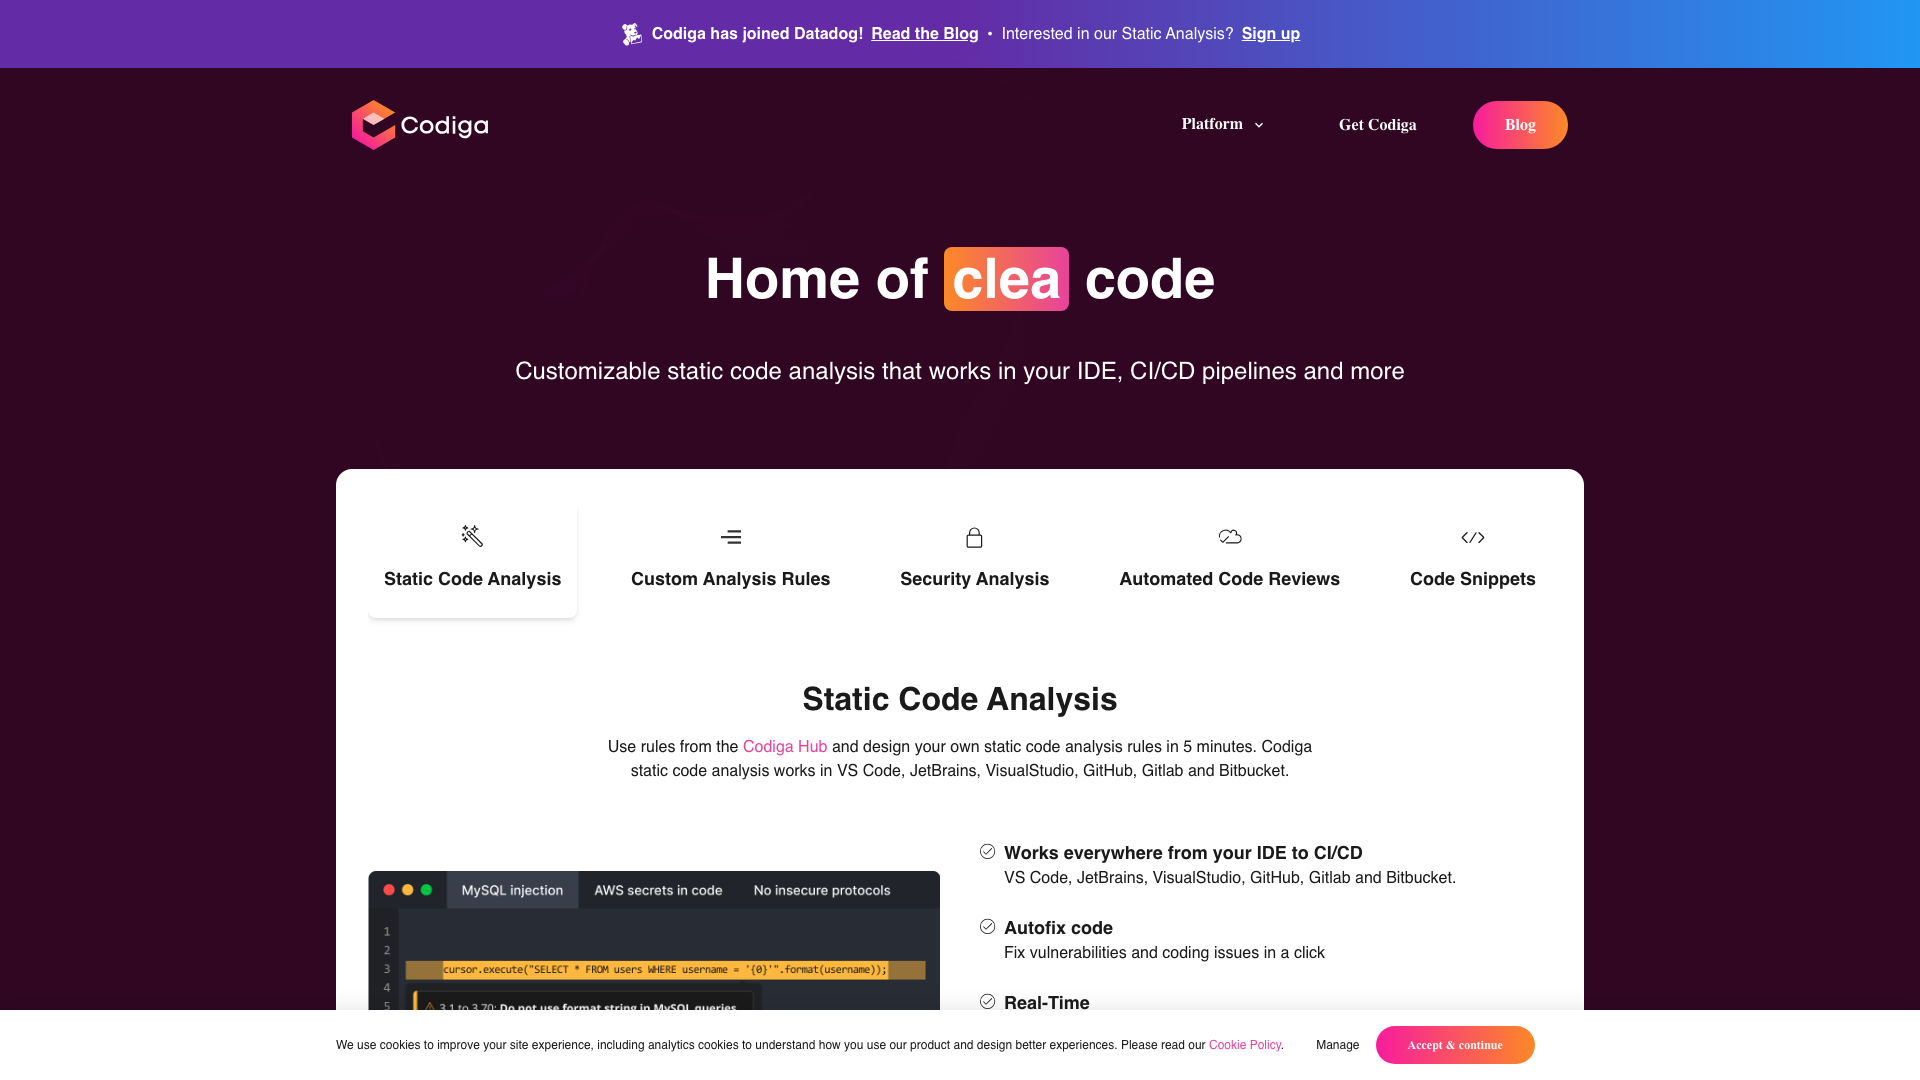 Codiga has joined Datadog! Read the Blog • Interested in our Static Analysis? Sign up
Codiga
Platform
Get Codiga
Blog
Home of clea code
Customizable static code analysis that works in your IDE, CI/CD pipelines and more
Static Code Analysis
Custom Analysis Rules
Security Analysis
Automated Code Reviews
Code Snippets
Static Code Analysis
Use rules from the Codiga Hub and design your own static code analysis rules in 5 minutes. Codiga
static code analysis works in VS Code, JetBrains, VisualStudio, GitHub, Gitlab and Bitbucket.
MySQL injection
AWS secrets in code
No insecure protocols
1
2
3 cursor.execute("SELECT * FROM users WHERE username = '{0}'".format(username));
4
5 3.1 to 3.70: Do not use format string in MySQL queries
Works everywhere from your IDE to CI/CD
VS Code, JetBrains, VisualStudio, GitHub, Gitlab and Bitbucket.
Autofix code
Fix vulnerabilities and coding issues in a click
Real-Time
We use cookies to improve your site experience, including analytics cookies to understand how you use our product and design better experiences. Please read our Cookie Policy.
Manage
Accept & continue